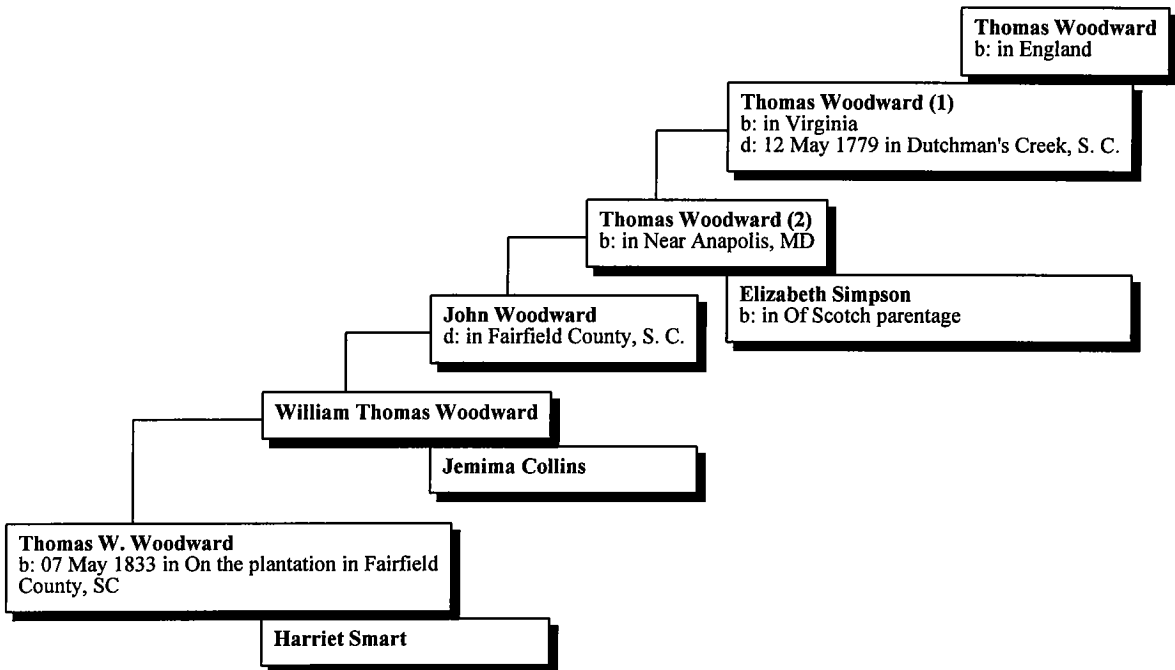 Thomas Woodward
b: in England
Thomas Woodward (1)
b: in Virginia
d: 12 May 1779 in Dutchman's Creek, S. C.
Thomas Woodward (2)
b: in Near Anapolis, MD
Elizabeth Simpson
b: in Of Scotch parentage
John Woodward
d: in Fairfield County, S. C.
William Thomas Woodward
Jemima Collins
Thomas W. Woodward
b: 07 May 1833 in On the plantation in Fairfield
County, SC
Harriet Smart